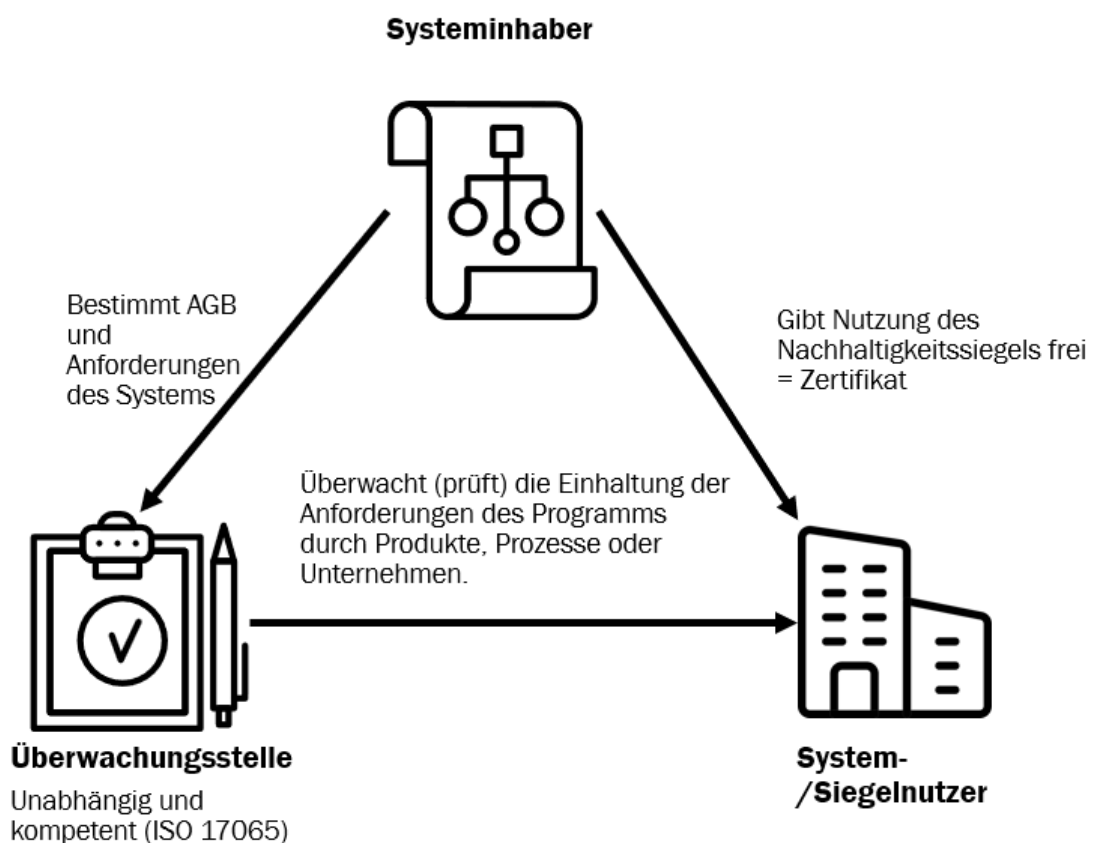 Systeminhaber
Bestimmt AGB
und
Anforderungen
des Systems
Gibt Nutzung des
Nachhaltigkeitssiegels frei
= Zertifikat
Überwacht (prüft) die Einhaltung der
Anforderungen des Programms
durch Produkte, Prozesse oder
Unternehmen.
Überwachungsstelle
Unabhängig und
kompetent (ISO 17065)
System-
/Siegelnutzer